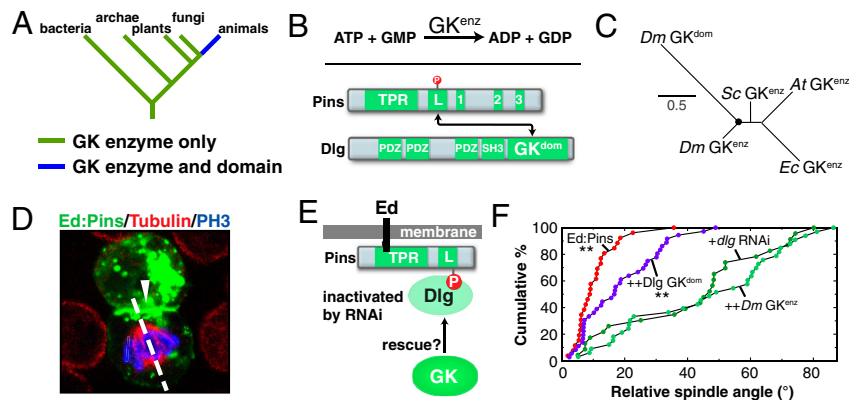 A
bacteria
archae
plants
fungi
animals
GK enzyme only
GK enzyme and domain
B
ATP + GMP GKenz ADP + GDP
P
Pins TPR L 1 2 3
Dlg PDZ PDZ PDZ SH3 GKdom
C
Dm GKdom
0.5
Sc GKenz
At GKenz
Dm GKenz
Ec GKenz
D
Ed:Pins/Tubulin/PH3
E
Ed
membrane
Pins TPR L
P
Dlg
inactivated
by RNAi
rescue?
GK
F
Cumulative %
100
80
60
40
20
0
Ed:Pins
**
++Dlg GKdom
**
+dlg RNAi
++Dm GKenz
0 20 40 60 80
Relative spindle angle (°)